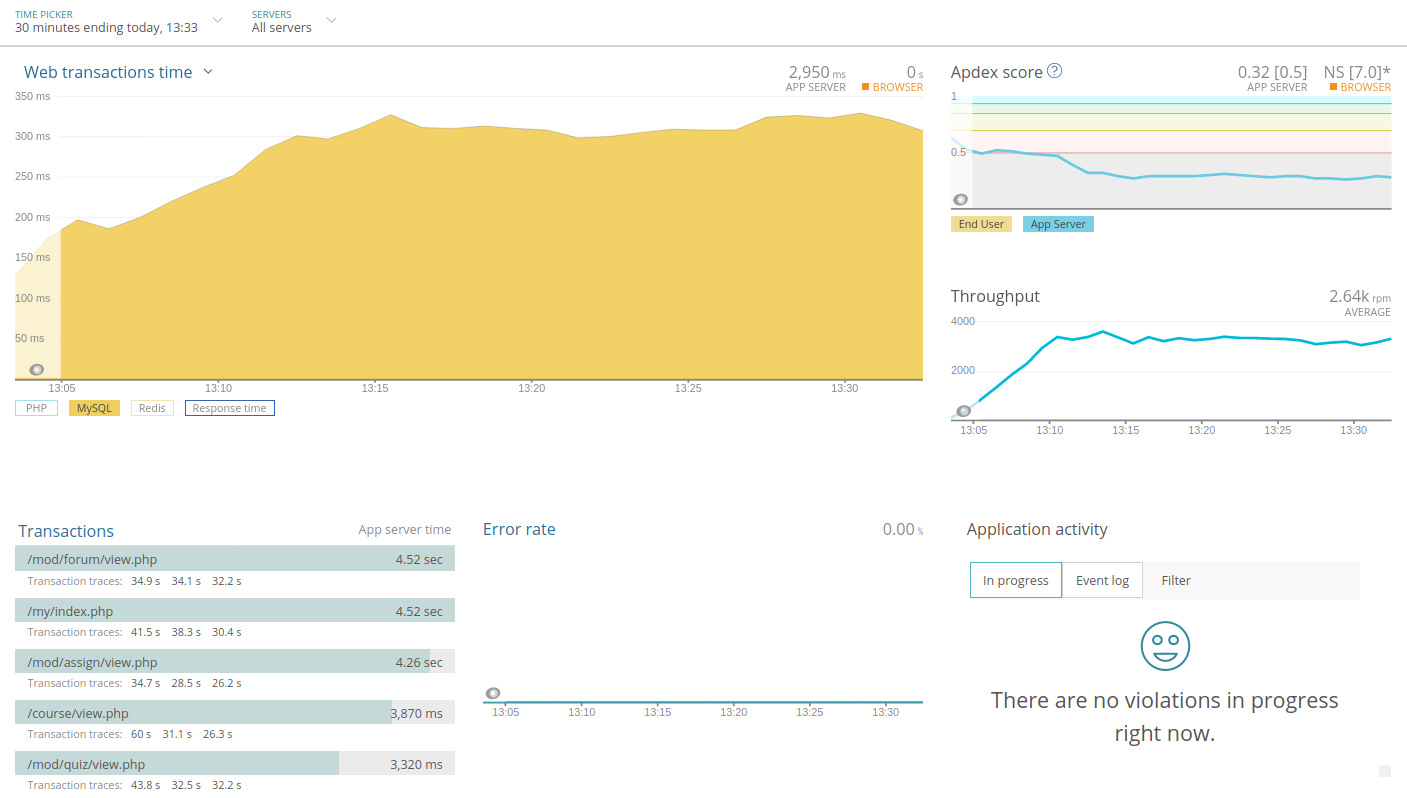 TIME PICKER
30 minutes ending today, 13:33
SERVERS
All servers
Web transactions time
2,950 ms
APP SERVER
0 s
BROWSER
350 ms
300 ms
250 ms
200 ms
150 ms
100 ms
50 ms
13:05 13:10 13:15 13:20 13:25 13:30
PHP MySQL Redis Response time
Apdex score ?
0.32 [0.5]
APP SERVER
NS [7.0]*
BROWSER
1
0.5
End User App Server
Throughput
2.64k rpm
AVERAGE
4000
2000
13:05 13:10 13:15 13:20 13:25 13:30
Transactions App server time
/mod/forum/view.php 4.52 sec
Transaction traces: 34.9 s 34.1 s 32.2 s
/my/index.php 4.52 sec
Transaction traces: 41.5 s 38.3 s 30.4 s
/mod/assign/view.php 4.26 sec
Transaction traces: 34.7 s 28.5 s 26.2 s
/course/view.php 3,870 ms
Transaction traces: 60 s 31.1 s 26.3 s
/mod/quiz/view.php 3,320 ms
Transaction traces: 43.8 s 32.5 s 32.2 s
Error rate 0.00 %
13:05 13:10 13:15 13:20 13:25 13:30
Application activity
In progress Event log Filter
There are no violations in progress
right now.